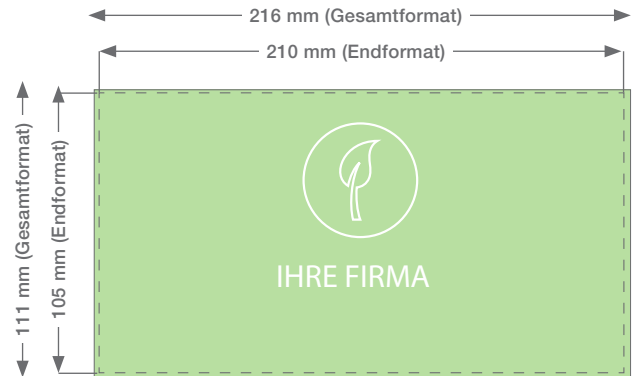 216 mm (Gesamtformat)
210 mm (Endformat)
111 mm (Gesamtformat)
105 mm (Endformat)
IHRE FIRMA